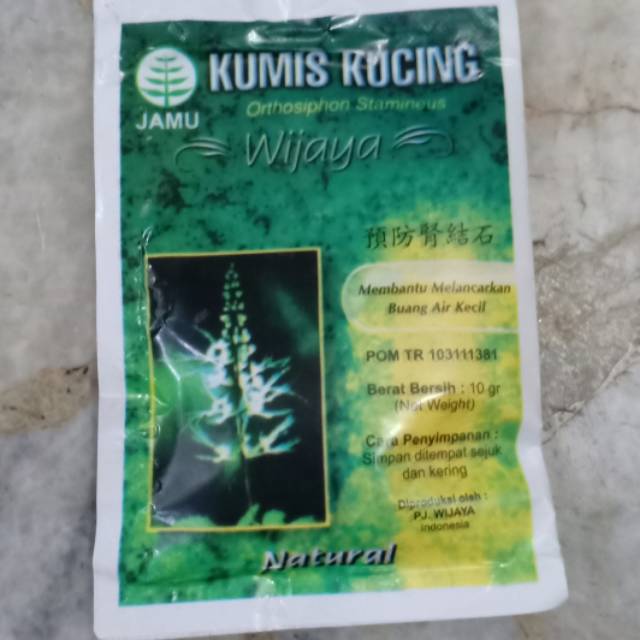 KUMIS KUCING
Orthosiphon Stamineus
JAMU
Wijaya
預防腎結石
Membantu Melancarkan
Buang Air Kecil
POM TR 103111381
Berat Bersih : 10 gr
(Net Weight)
Cara Penyimpanan :
Simpan ditempat sejuk
dan kering
Diproduksi oleh :
PJ. WIJAYA
Indonesia
Natural